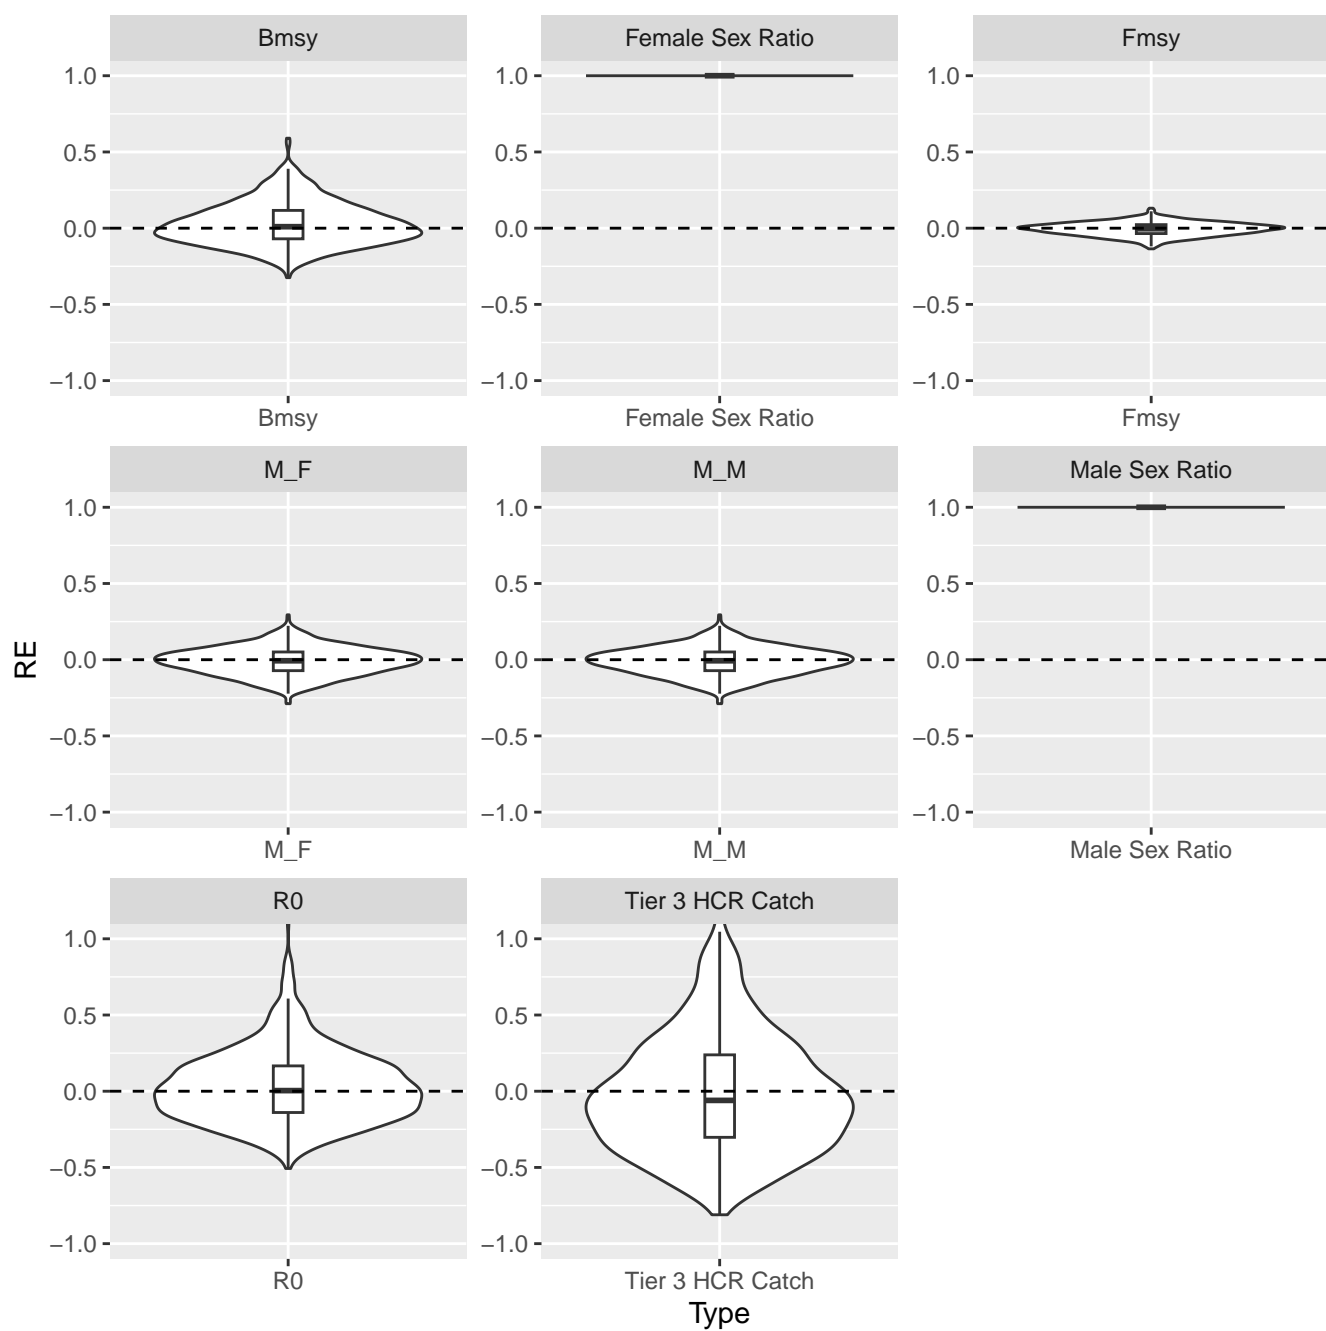 Bmsy Female Sex Ratio Fmsy
1.0 1.0 1.0
0.5 0.5 0.5
0.0 0.0 0.0
−0.5 −0.5 −0.5
−1.0 −1.0 −1.0
Bmsy Female Sex Ratio Fmsy
M_F M_M Male Sex Ratio
1.0 1.0 1.0
0.5 0.5 0.5
RE
0.0 0.0 0.0
−0.5 −0.5 −0.5
−1.0 −1.0 −1.0
M_F M_M Male Sex Ratio
R0 Tier 3 HCR Catch
1.0 1.0
0.5 0.5
0.0 0.0
−0.5 −0.5
−1.0 −1.0
R0 Tier 3 HCR Catch
Type